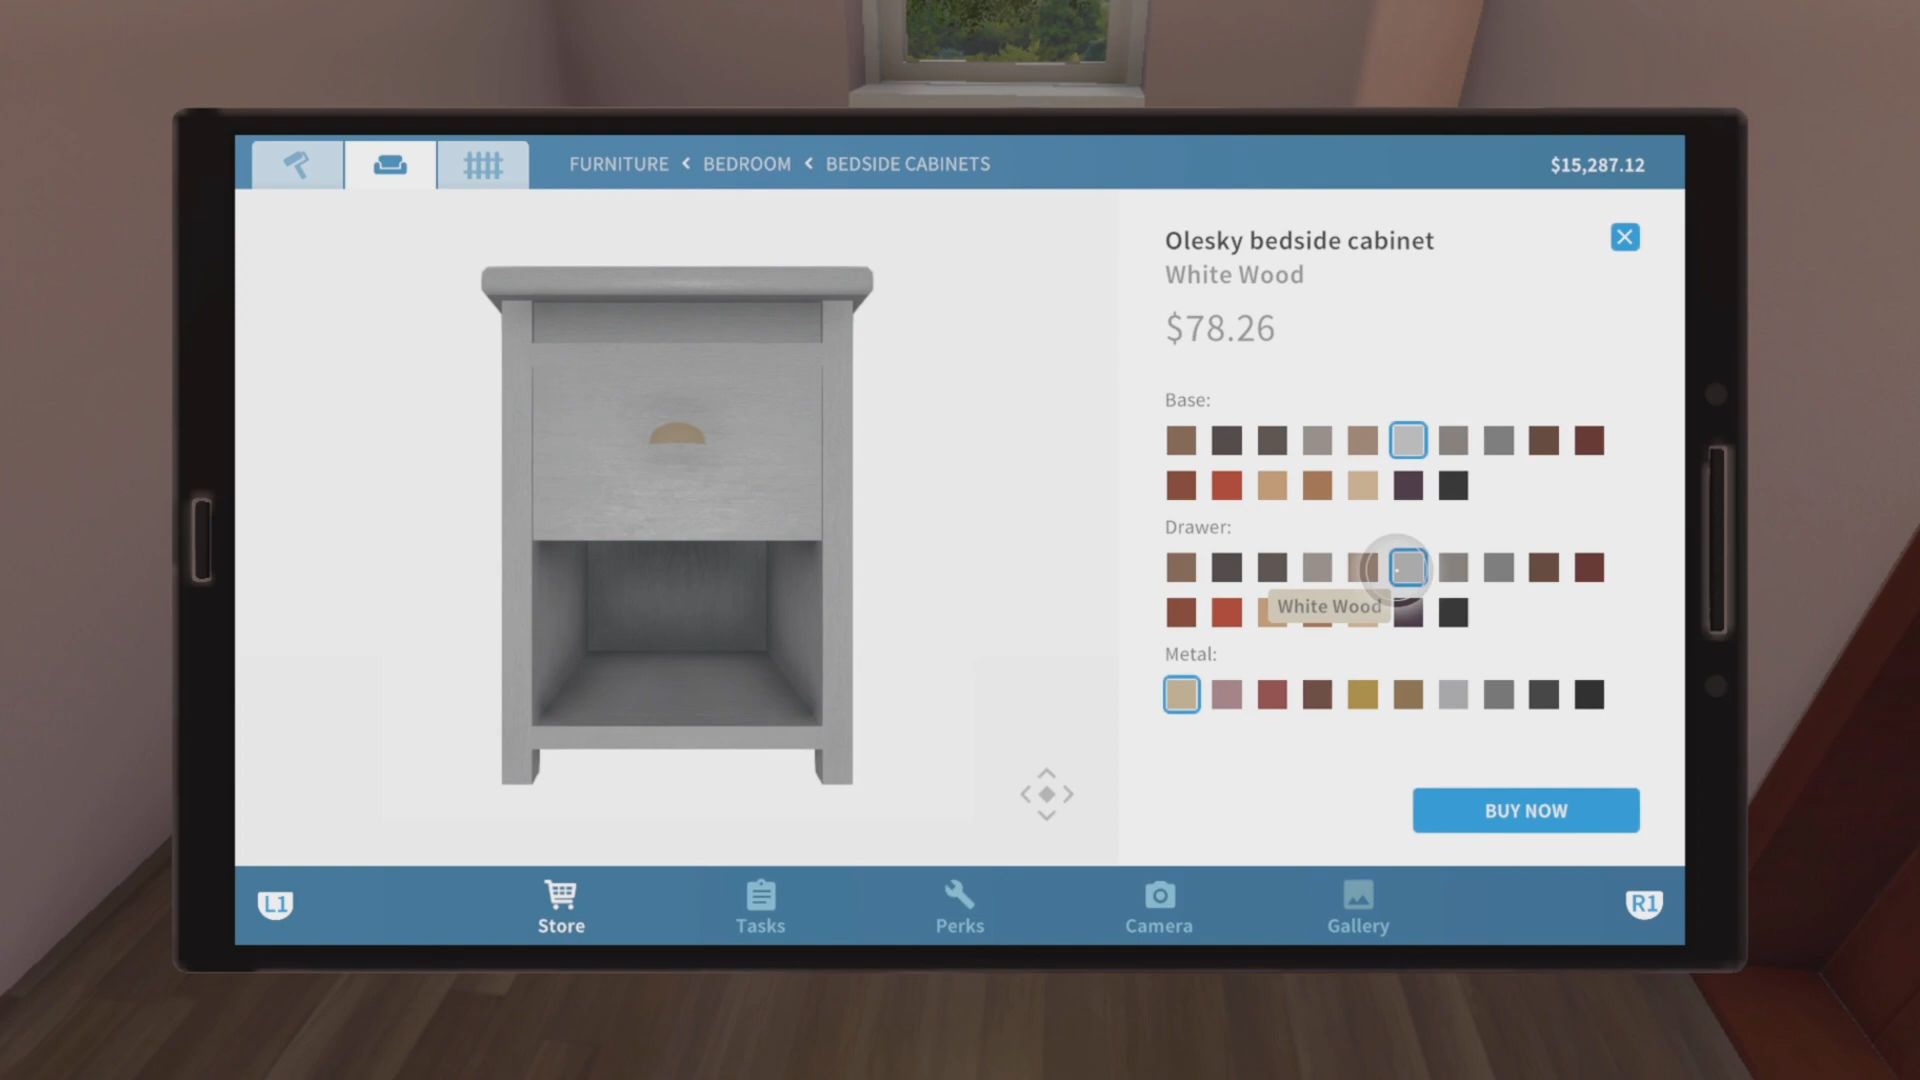 FURNITURE < BEDROOM < BEDSIDE CABINETS
$15,287.12
Olesky bedside cabinet
White Wood
$78.26
Base:
Drawer:
White Wood
Metal:
BUY NOW
L1
Store
Tasks
Perks
Camera
Gallery
R1